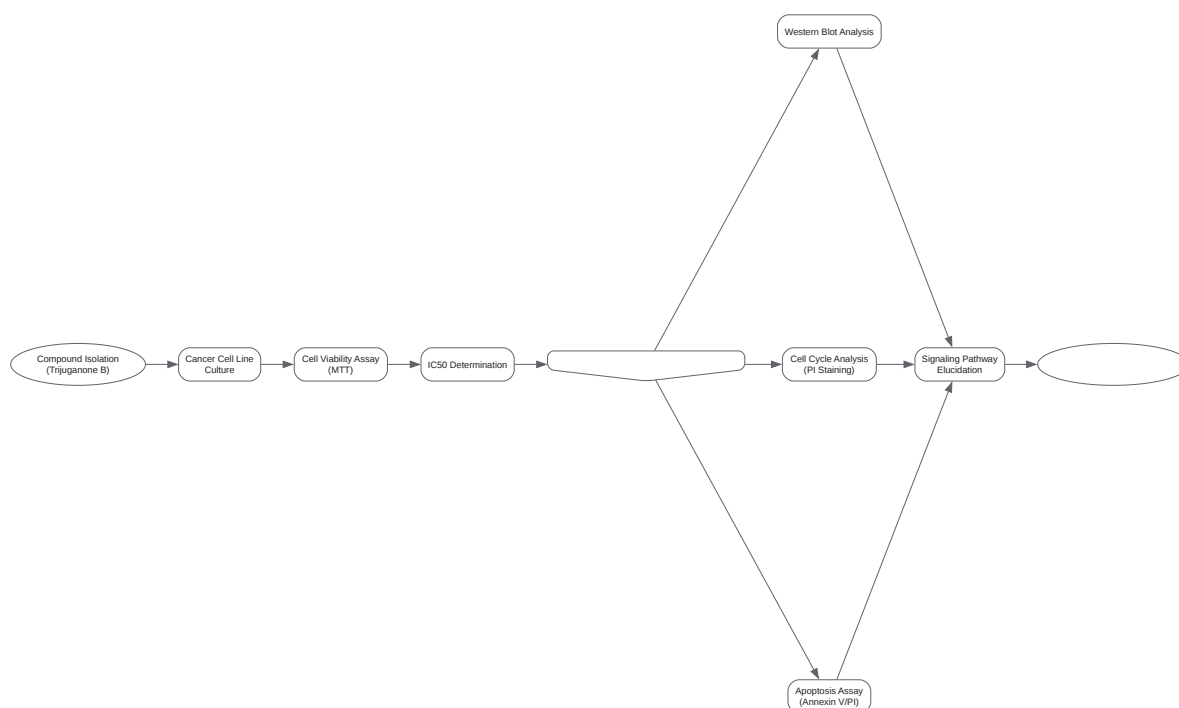 Western Blot Analysis
Compound Isolation
(Trijuganone B)
Cancer Cell Line
Culture
Cell Viability Assay
(MTT)
IC50 Determination
Cell Cycle Analysis
(PI Staining)
Signaling Pathway
Elucidation
Apoptosis Assay
(Annexin V/PI)